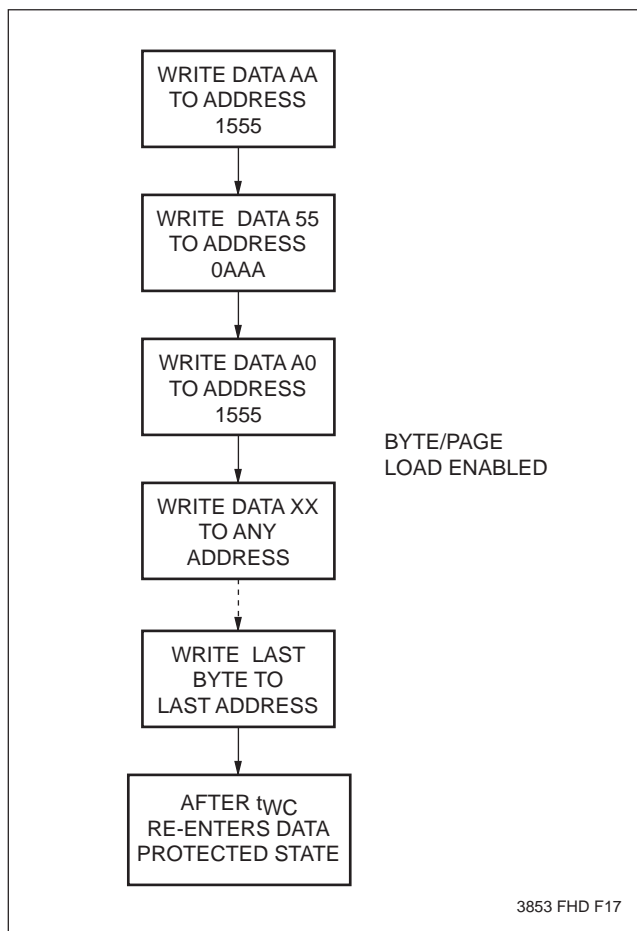 WRITE DATA AA
TO ADDRESS
1555
WRITE DATA 55
TO ADDRESS
0AAA
WRITE DATA A0
TO ADDRESS
1555
BYTE/PAGE
LOAD ENABLED
WRITE DATA XX
TO ANY
ADDRESS
WRITE LAST
BYTE TO
LAST ADDRESS
AFTER tWC
RE-ENTERS DATA
PROTECTED STATE
3853 FHD F17